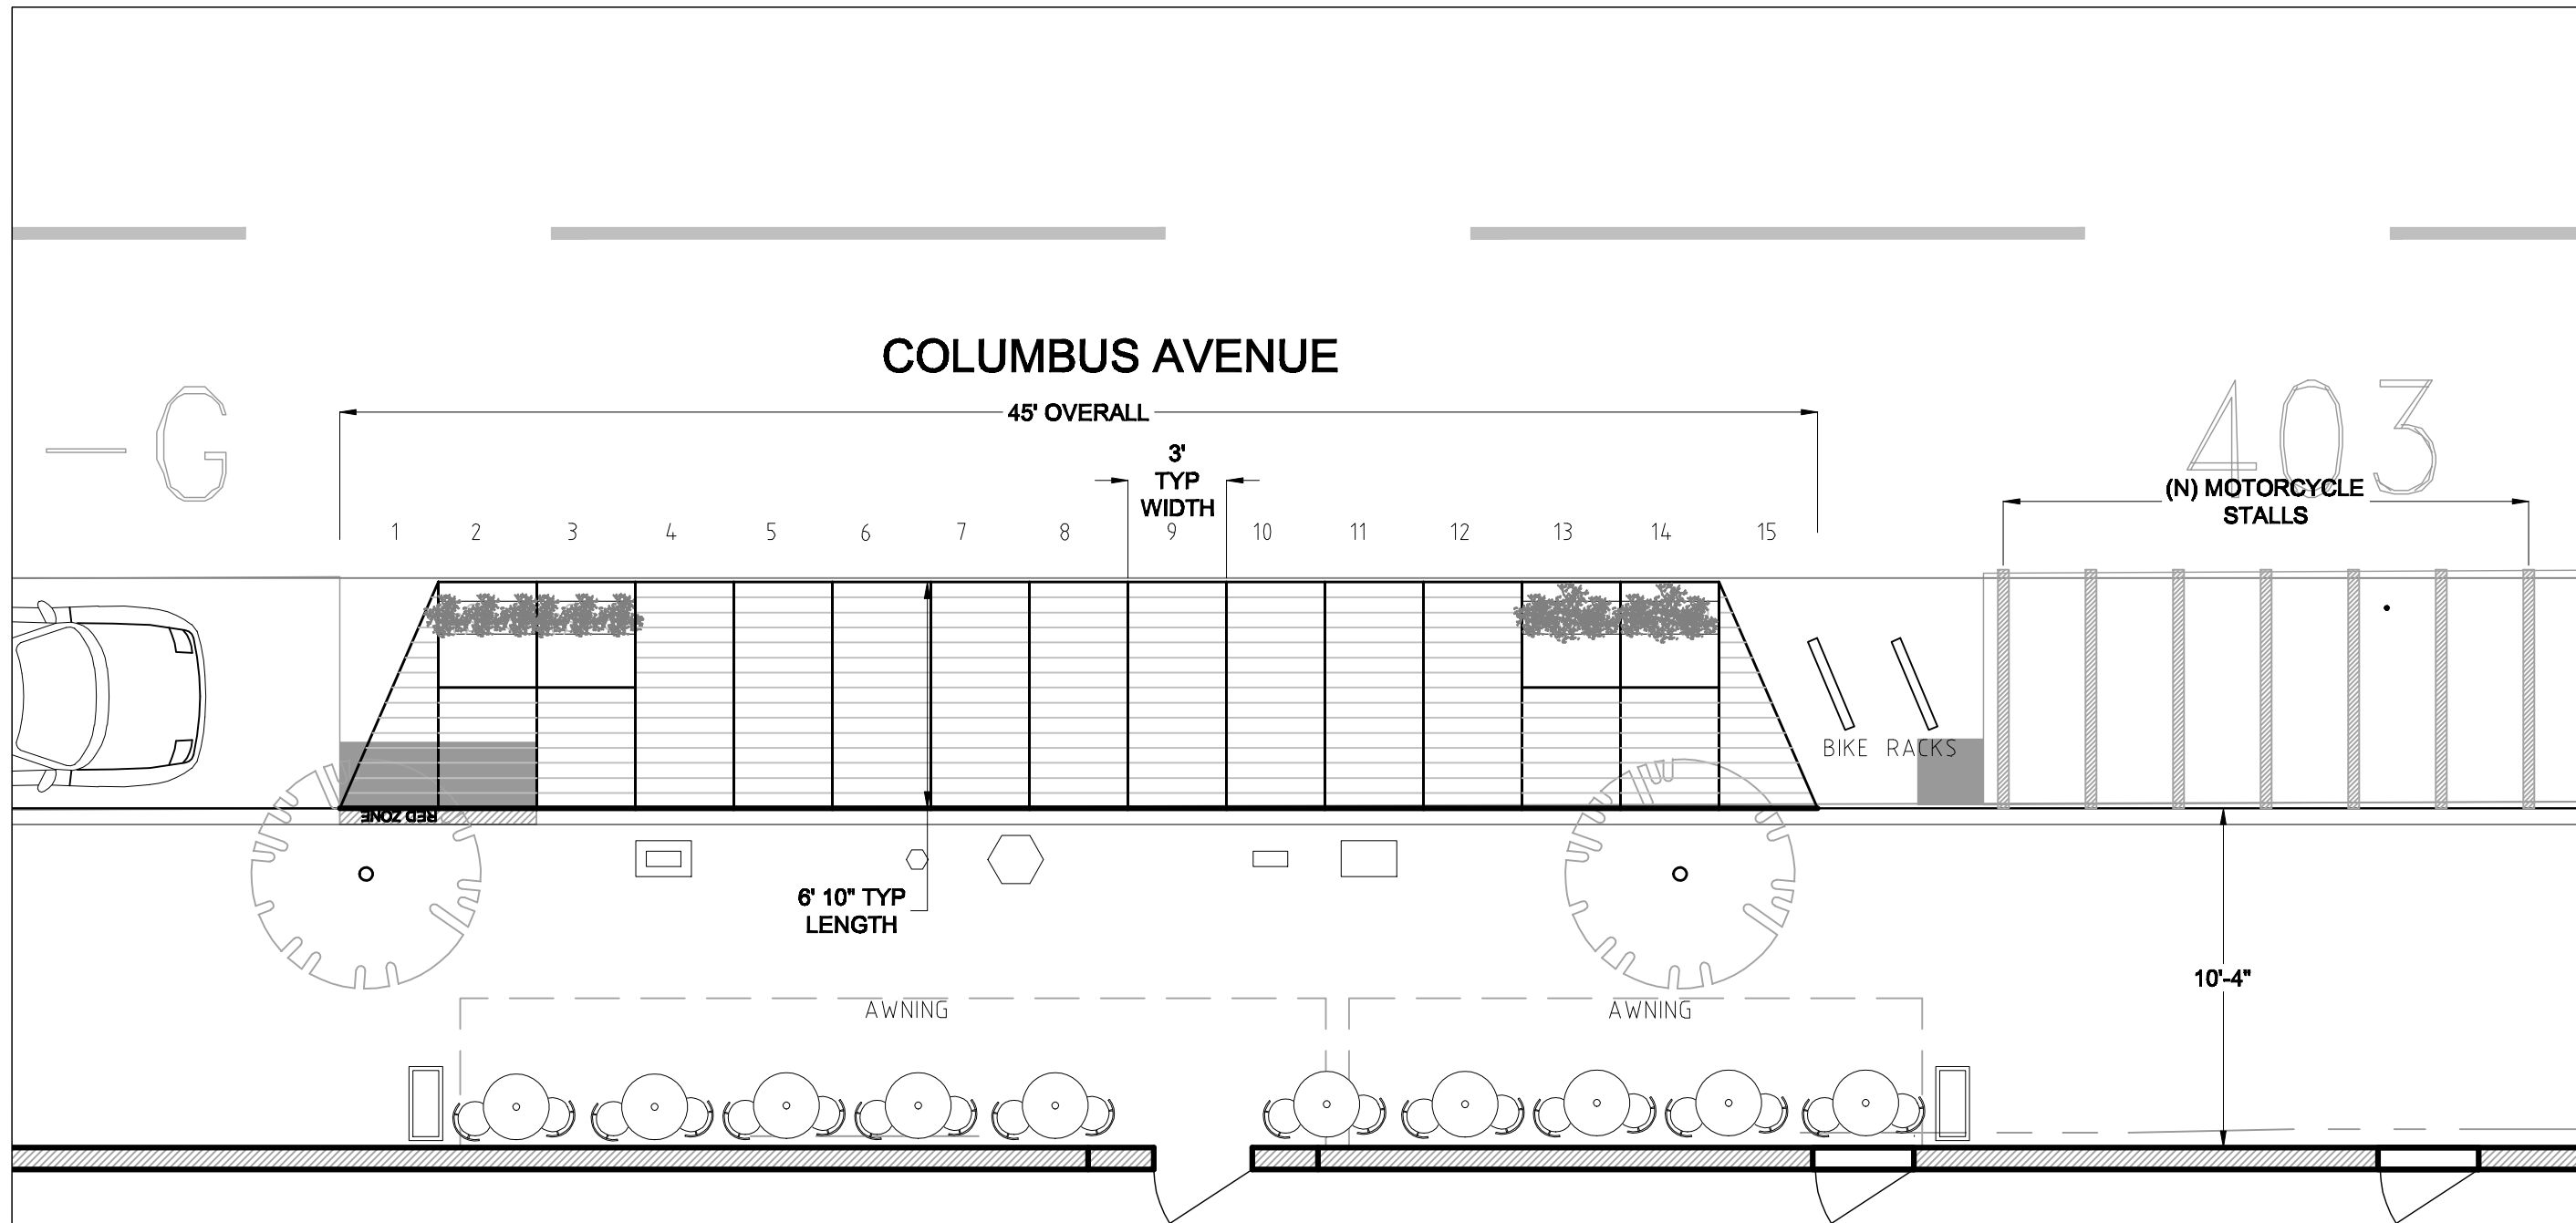 COLUMBUS AVENUE
45' OVERALL
—G
403
3'
TYP
WIDTH
(N) MOTORCYCLE
STALLS
1 2 3 4 5 6 7 8 9 10 11 12 13 14 15
BIKE RACKS
RED ZONE
6' 10" TYP
LENGTH
10'-4"
AWNING
AWNING